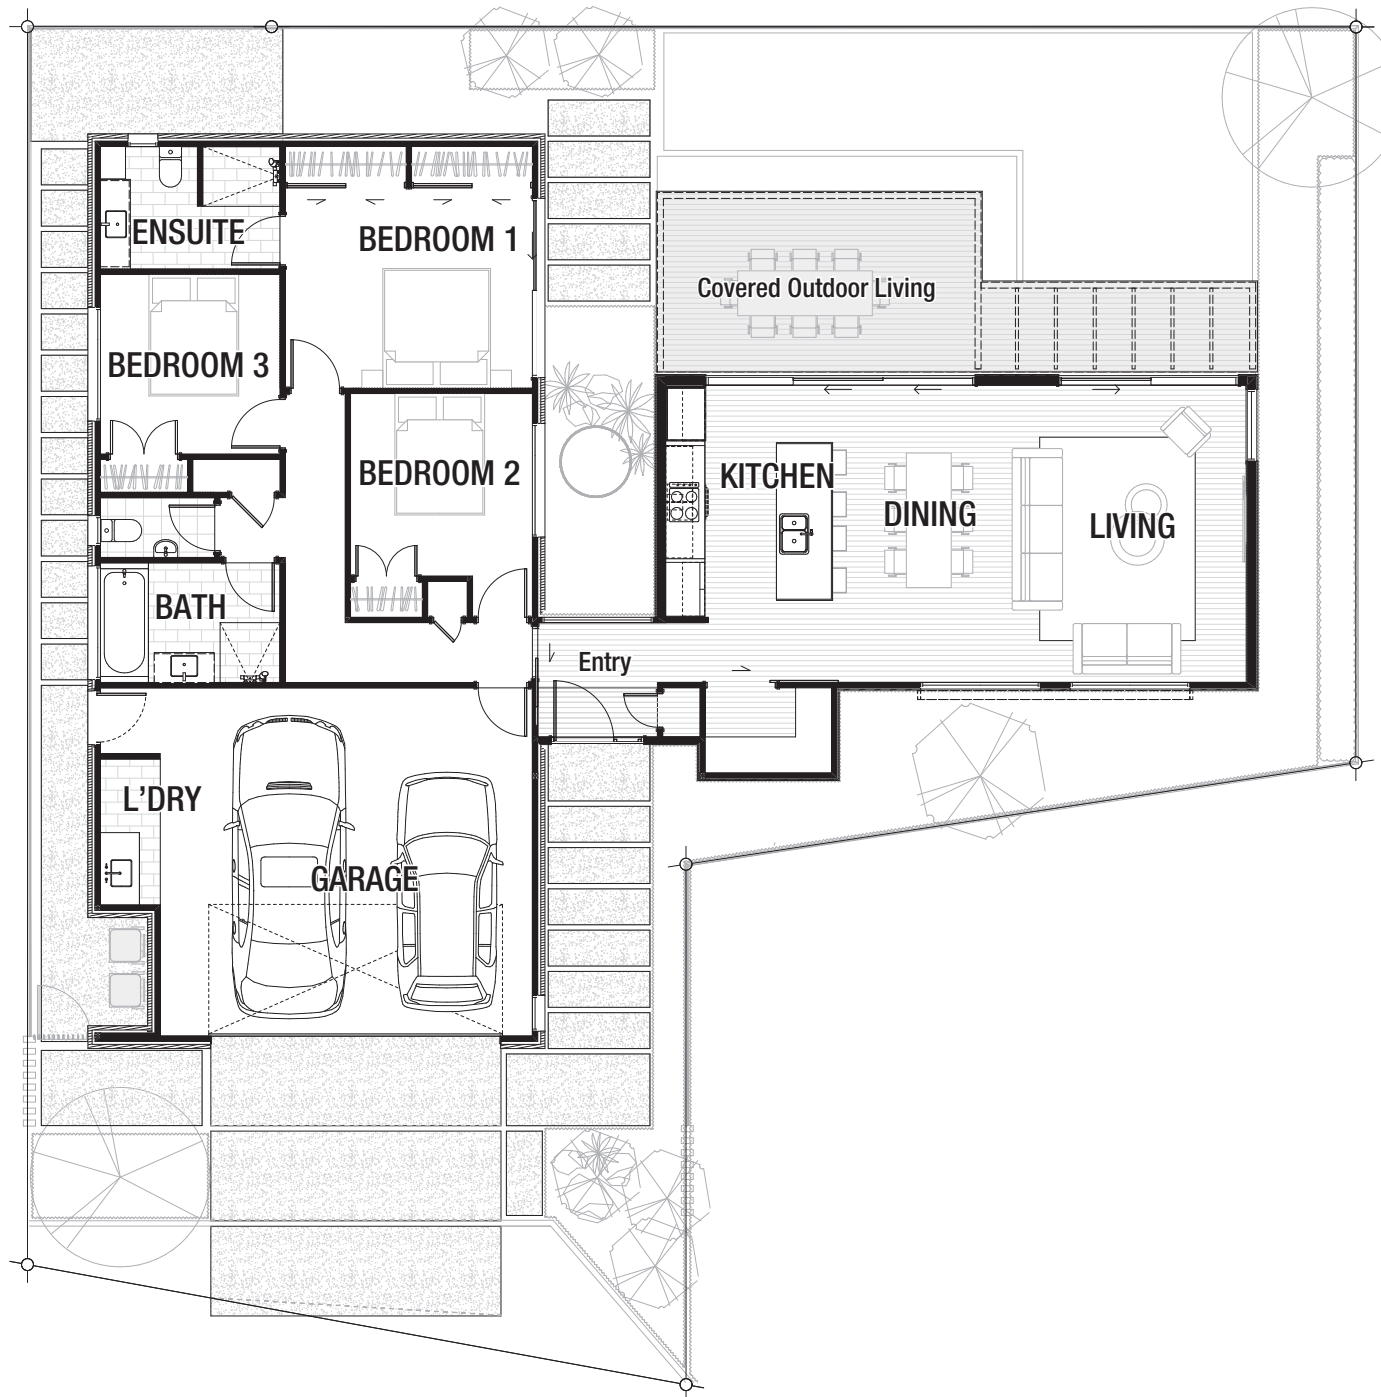 ENSUITE
BEDROOM 1
Covered Outdoor Living
BEDROOM 3
BEDROOM 2
KITCHEN
DINING
LIVING
BATH
Entry
L'DRY
GARAGE